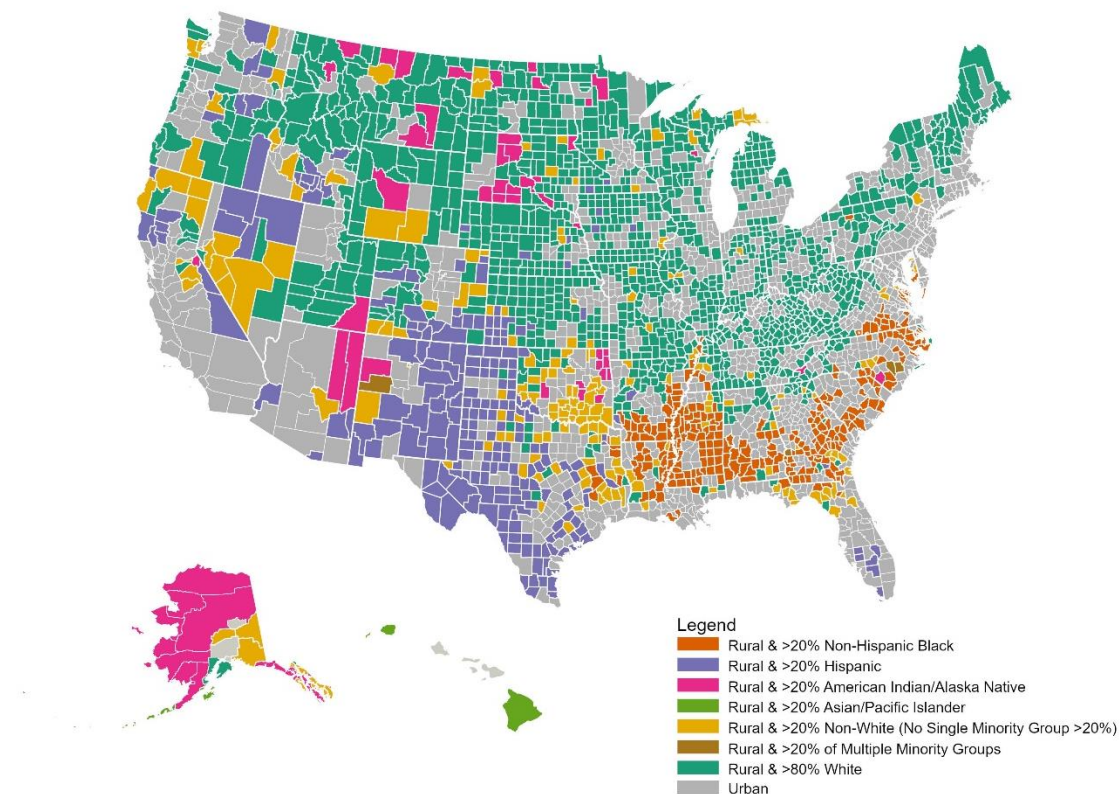 Legend
Rural & >20% Non-Hispanic Black
Rural & >20% Hispanic
Rural & >20% American Indian/Alaska Native
Rural & >20% Asian/Pacific Islander
Rural & >20% Non-White (No Single Minority Group >20%)
Rural & >20% of Multiple Minority Groups
Rural & >80% White
Urban